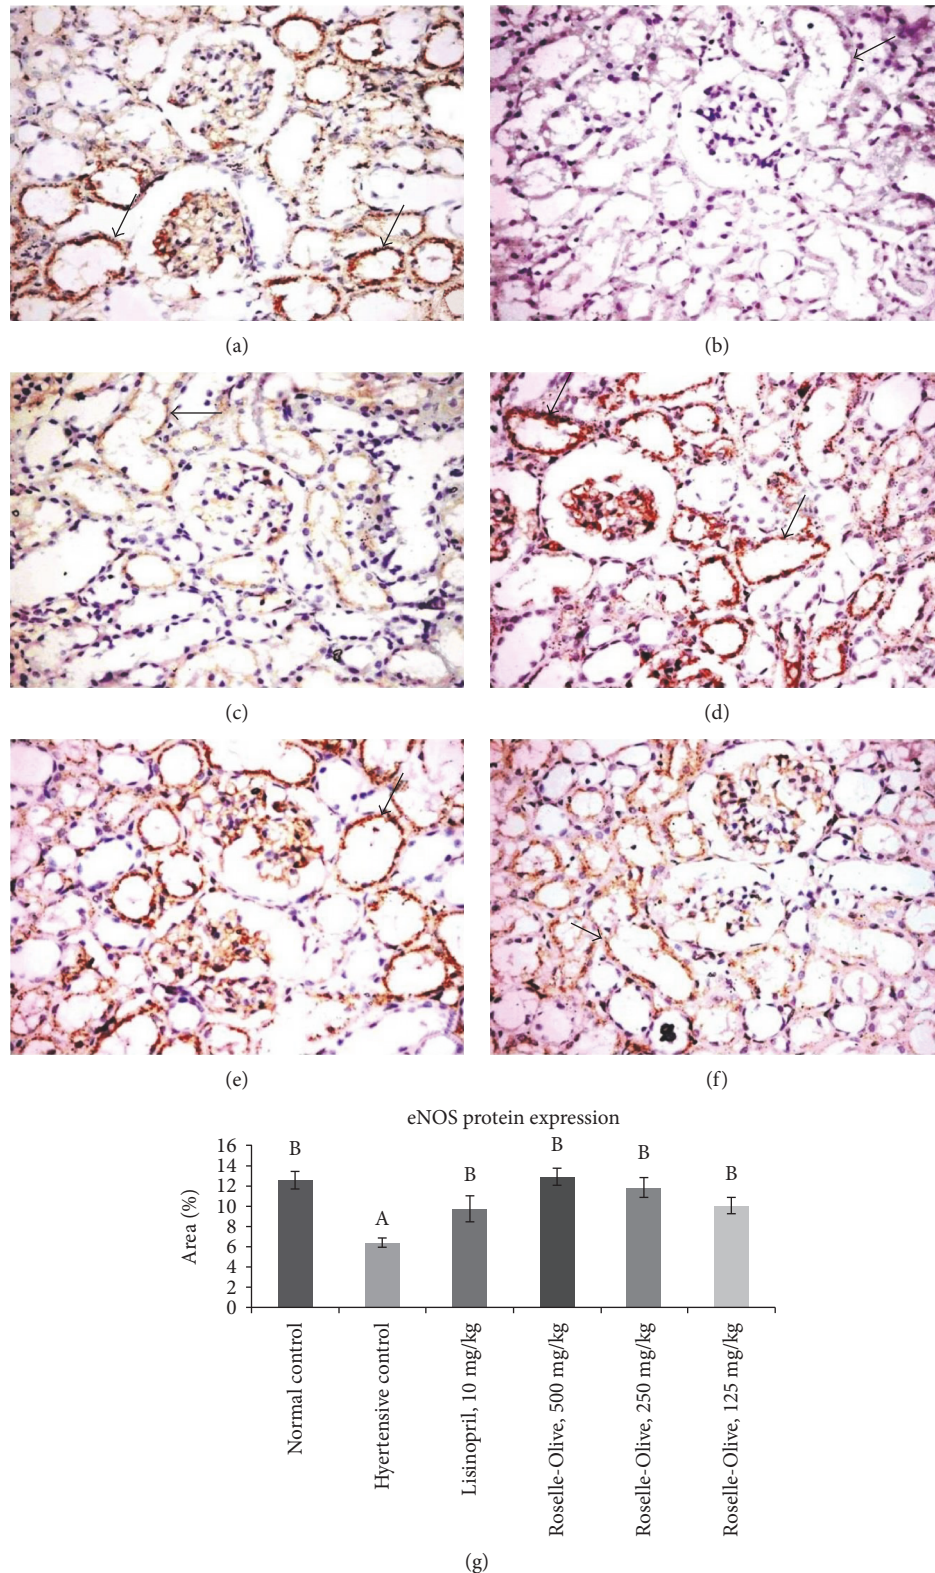 (a)
(b)
(c)
(d)
(e)
(f)
eNOS protein expression
Area (%)
16
14
12
10
8
6
4
2
0
B
A
B
B
B
B
Normal control
Hyertensive control
Lisinopril, 10 mg/kg
Roselle-Olive, 500 mg/kg
Roselle-Olive, 250 mg/kg
Roselle-Olive, 125 mg/kg
(g)